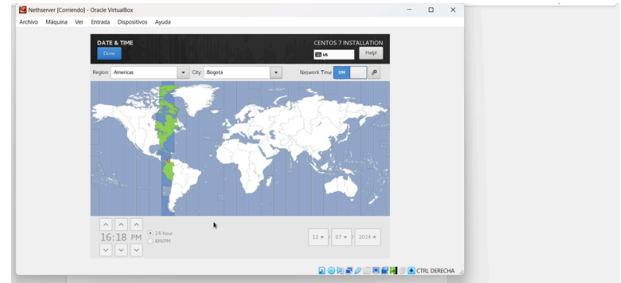 Nethserver [Corriendo] - Oracle VirtualBox
Archivo Máquina Ver Entrada Dispositivos Ayuda
DATE & TIME
CENTOS 7 INSTALLATION
Done
us
Help!
Region: Americas City: Bogota Network Time ON
16:18 PM
24-hour
AM/PM
12 / 07 / 2024
CTRL DERECHA